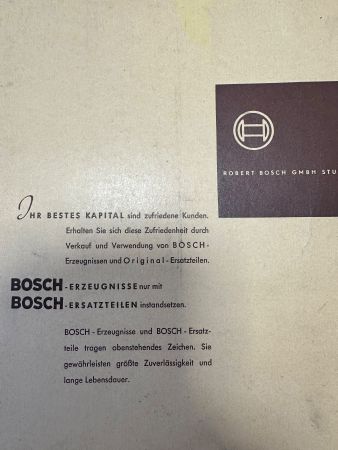 ROBERT BOSCH GMBH STU
IHR BESTES KAPITAL sind zufriedene Kunden.
Erhalten Sie sich diese Zufriedenheit durch
Verkauf und Verwendung von BOSCH-
Erzeugnissen und Original-Ersatzteilen.
BOSCH-ERZEUGNISSE nur mit
BOSCH-ERSATZTEILEN instandsetzen.
BOSCH-Erzeugnisse und BOSCH-Ersatz-
teile tragen obenstehendes Zeichen. Sie
gewährleisten größte Zuverlässigkeit und
lange Lebensdauer.